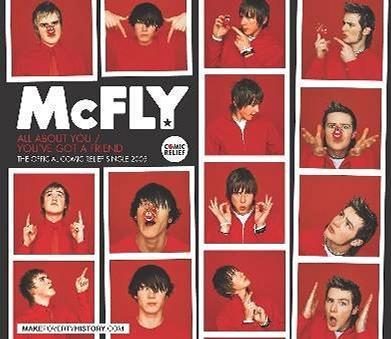 McFLY
ALL ABOUT YOU /
YOU'VE GOT A FRIEND
THE OFFICIAL COMIC RELIEF SINGLE 2005
COMIC
RELIEF
MAKEPOVERTYHISTORY.COM